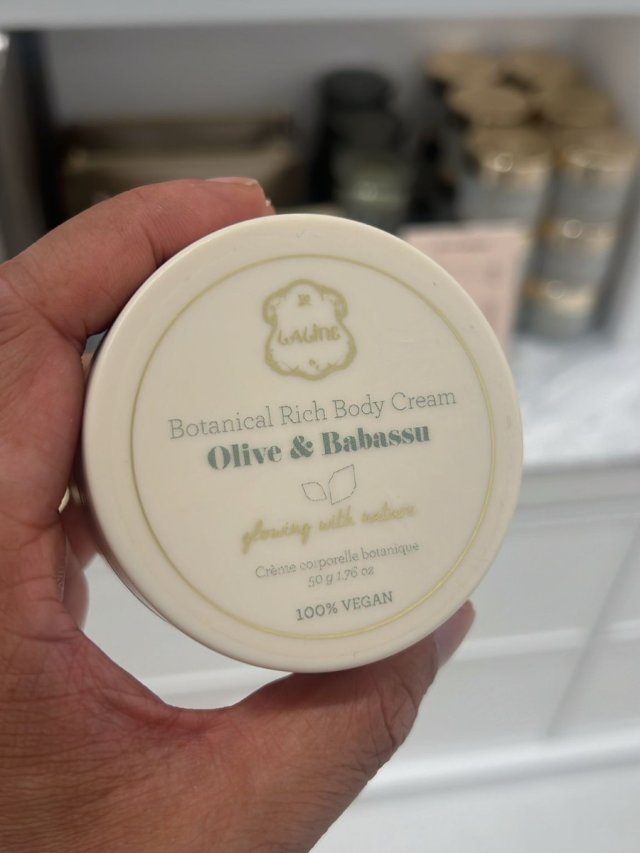 LALINE
Botanical Rich Body Cream
Olive & Babassu
glowing with nature
Crème corporelle botanique
50 g 1.76 oz
100% VEGAN